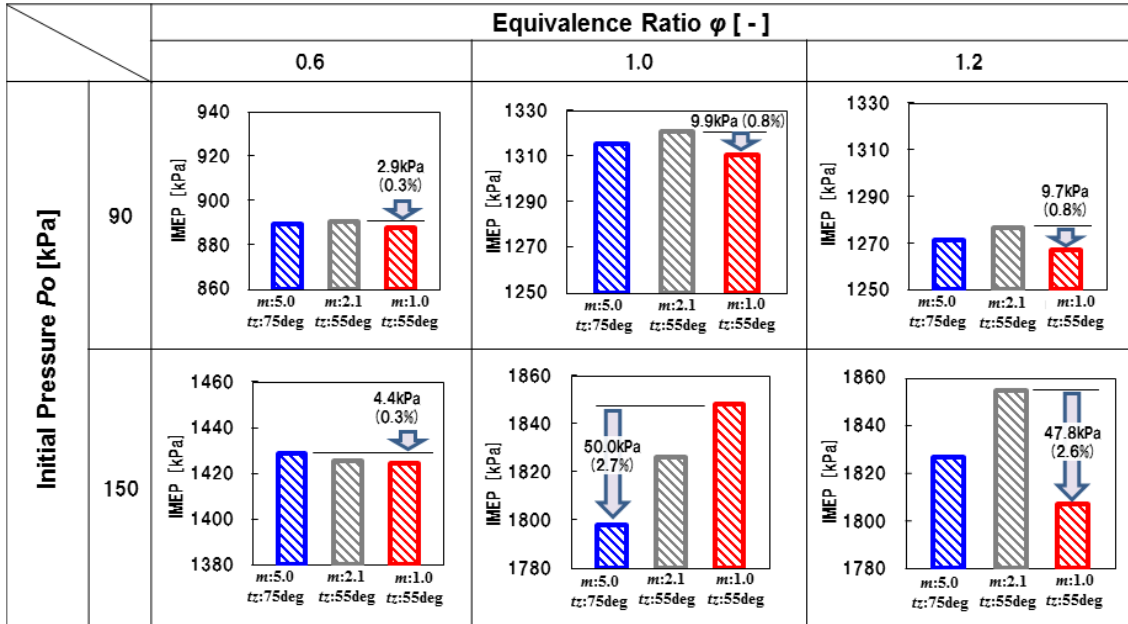 Equivalence Ratio φ [ - ]
0.6
1.0
1.2
Initial Pressure Po [kPa]
90
150
IMEP [kPa]
940
920
900
880
860
2.9kPa
(0.3%)
m:5.0 m:2.1 m:1.0
tz:75deg tz:55deg tz:55deg
IMEP [kPa]
1330
1310
1290
1270
1250
9.9kPa (0.8%)
m:5.0 m:2.1 m:1.0
tz:75deg tz:55deg tz:55deg
IMEP [kPa]
1330
1310
1290
1270
1250
9.7kPa
(0.8%)
m:5.0 m:2.1 m:1.0
tz:75deg tz:55deg tz:55deg
IMEP [kPa]
1460
1440
1420
1400
1380
4.4kPa
(0.3%)
m:5.0 m:2.1 m:1.0
tz:75deg tz:55deg tz:55deg
IMEP [kPa]
1860
1840
1820
1800
1780
50.0kPa
(2.7%)
m:5.0 m:2.1 m:1.0
tz:75deg tz:55deg tz:55deg
IMEP [kPa]
1860
1840
1820
1800
1780
47.8kPa
(2.6%)
m:5.0 m:2.1 m:1.0
tz:75deg tz:55deg tz:55deg